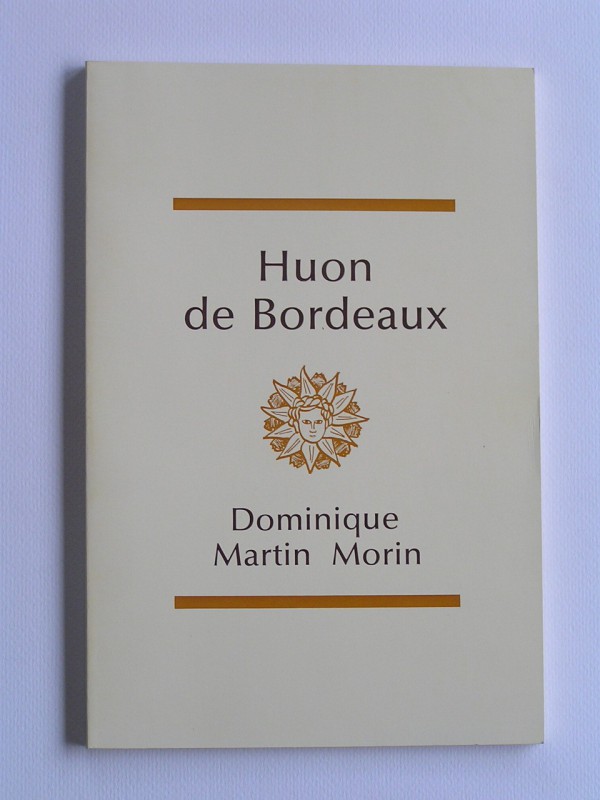 Huon
de Bordeaux
Dominique
Martin Morin